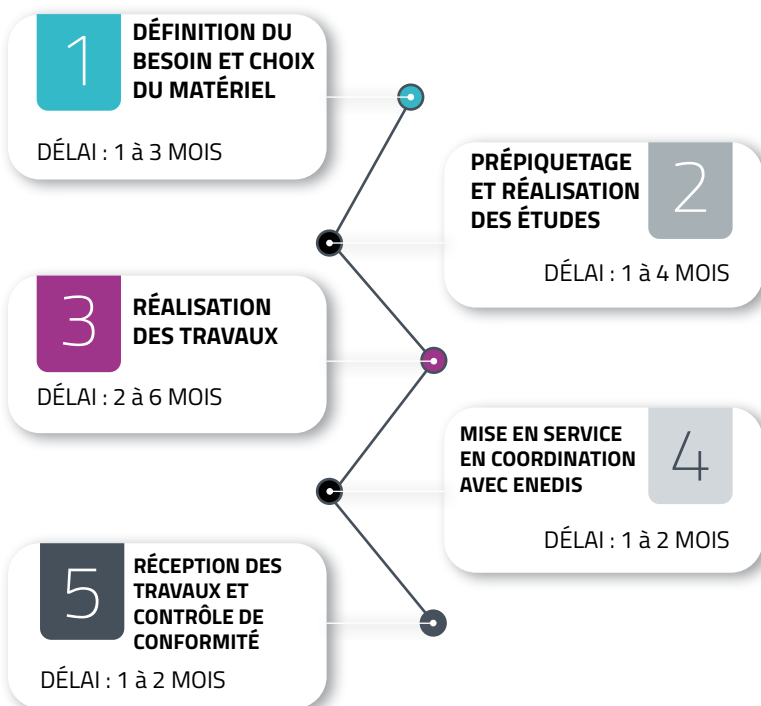 1
DÉFINITION DU
BESOIN ET CHOIX
DU MATÉRIEL
DÉLAI : 1 à 3 MOIS
PRÉPIQUETAGE
ET RÉALISATION
DES ÉTUDES
2
DÉLAI : 1 à 4 MOIS
3
RÉALISATION
DES TRAVAUX
DÉLAI : 2 à 6 MOIS
MISE EN SERVICE
EN COORDINATION
AVEC ENEDIS
4
DÉLAI : 1 à 2 MOIS
5
RÉCEPTION DES
TRAVAUX ET
CONTRÔLE DE
CONFORMITÉ
DÉLAI : 1 à 2 MOIS